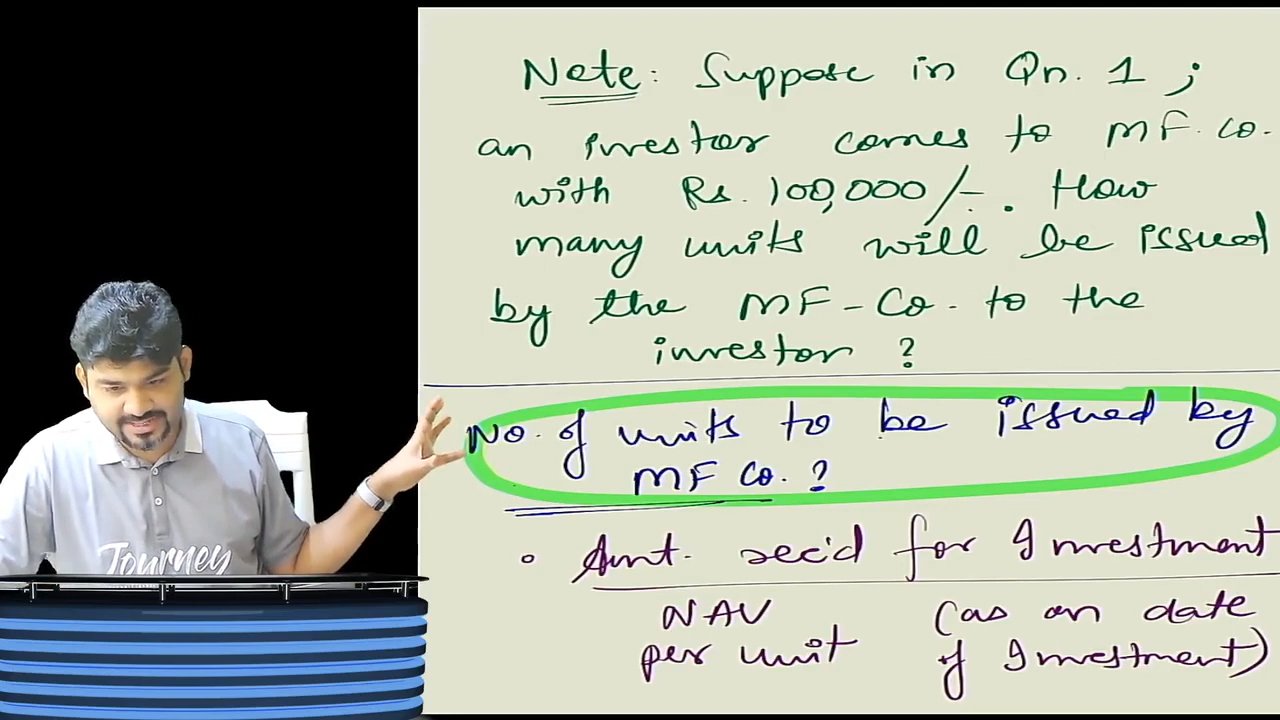 Note: Suppose in Qn. 1;
an investor comes to MF. Co.
with Rs. 100,000/-. How
many units will be issued
by the MF-Co. to the
investor?
No. of units to be issued by
MF Co.?
• Amt. rec'd for Investment
NAV (as on date
per unit of Investment)
Journey